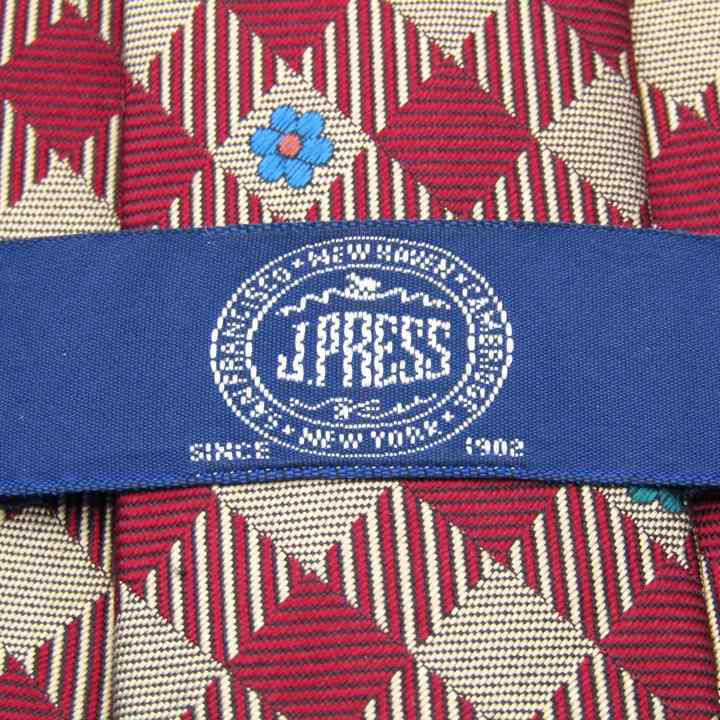 SAN FRANCISCO • NEW HAVEN • CAMBRIDGE • NEW YORK •
J.PRESS
SINCE 1902